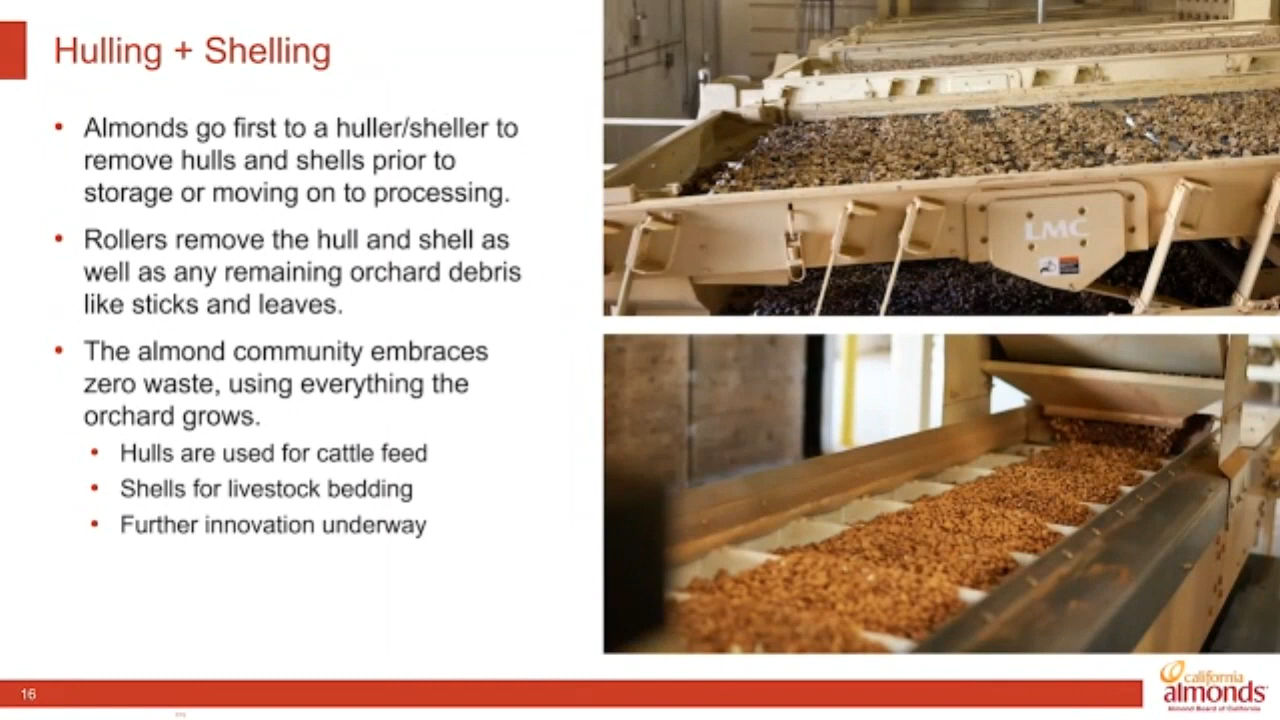 Hulling + Shelling
• Almonds go first to a huller/sheller to
remove hulls and shells prior to
storage or moving on to processing.
• Rollers remove the hull and shell as
well as any remaining orchard debris
like sticks and leaves.
• The almond community embraces
zero waste, using everything the
orchard grows.
• Hulls are used for cattle feed
• Shells for livestock bedding
• Further innovation underway
LMC
16
california
almonds
Almond Board of California